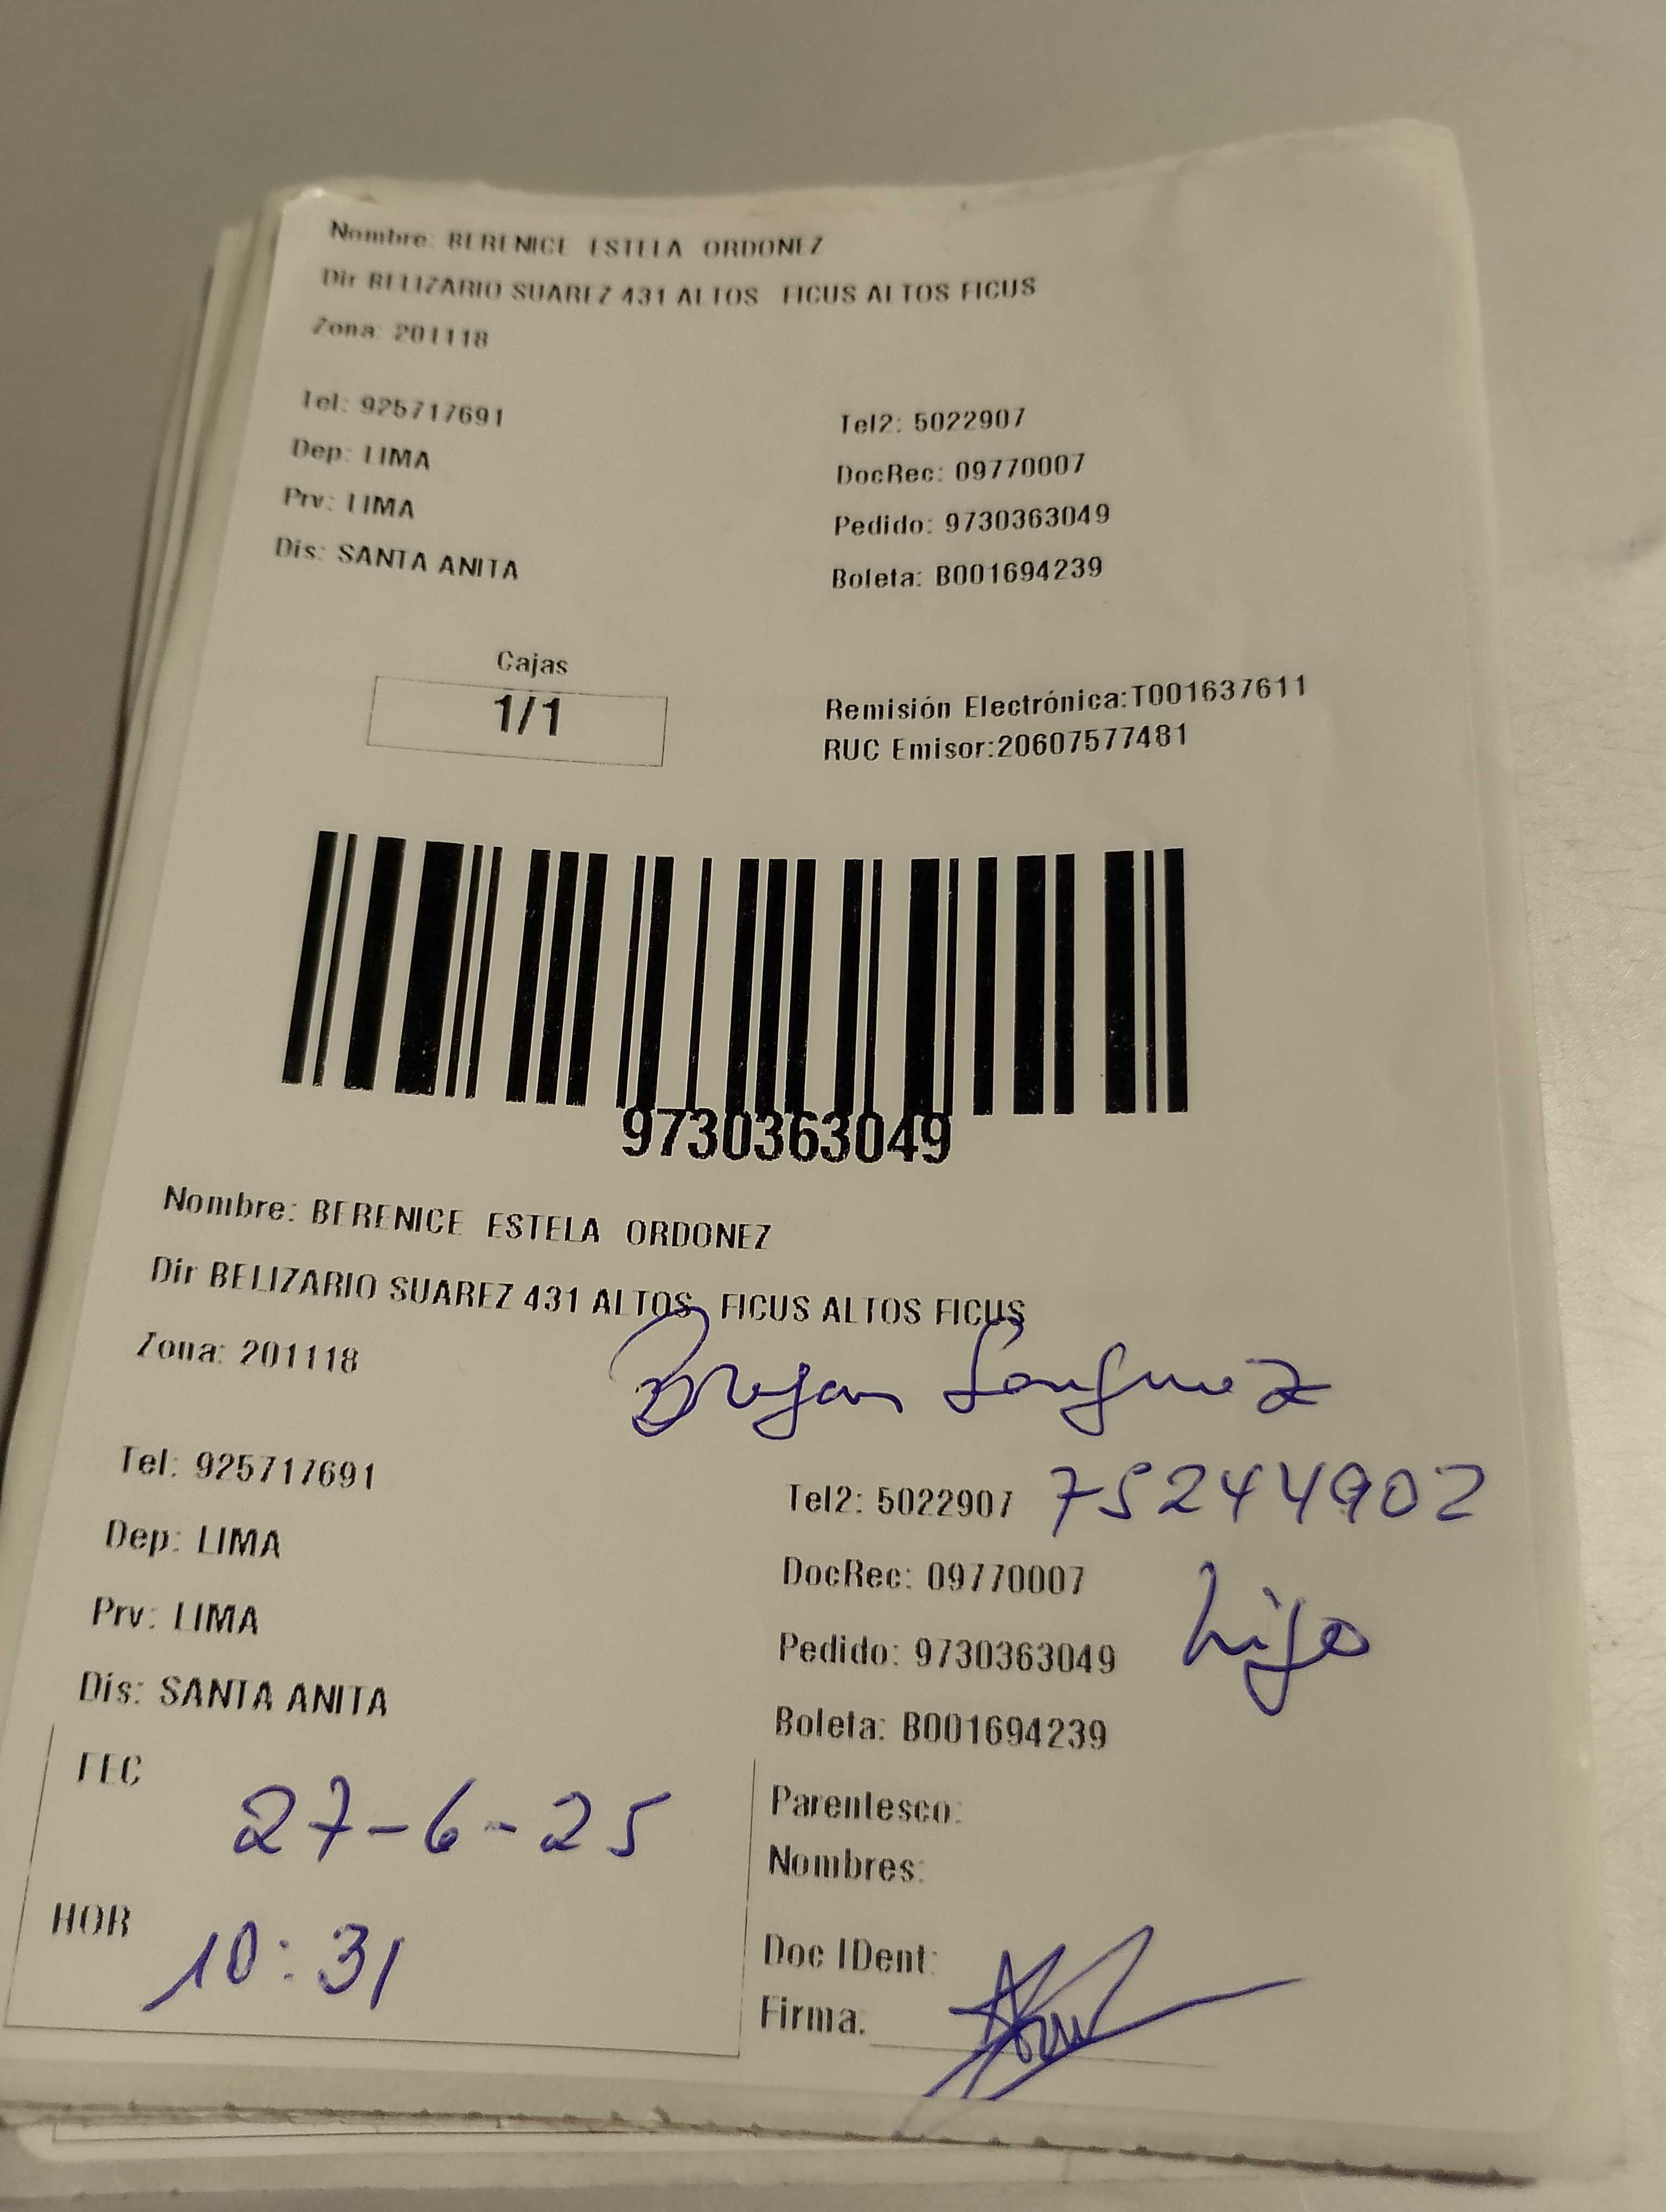 Nombre: BERENICE ESTELA ORDONEZ
Dir BELIZARIO SUAREZ 431 ALTOS FICUS ALTOS FICUS
Zona: 201118
Tel: 925717691 Tel2: 5022907
Dep: LIMA DocRec: 09770007
Prv: LIMA Pedido: 9730363049
Dis: SANTA ANITA Boleta: B001694239
Cajas
1/1
Remisión Electrónica:T001637611
RUC Emisor:20607577481
9730363049
Nombre: BERENICE ESTELA ORDONEZ
Dir BELIZARIO SUAREZ 431 ALTOS FICUS ALTOS FICUS
Zona: 201118
Tel: 925717691 Tel2: 5022907 75244902
Dep: LIMA DocRec: 09770007
hijo
Prv: LIMA Pedido: 9730363049
Dis: SANTA ANITA Boleta: B001694239
FEC 27-6-25
Parentesco:
Nombres:
HOR 10:31
Doc IDent:
Firma: